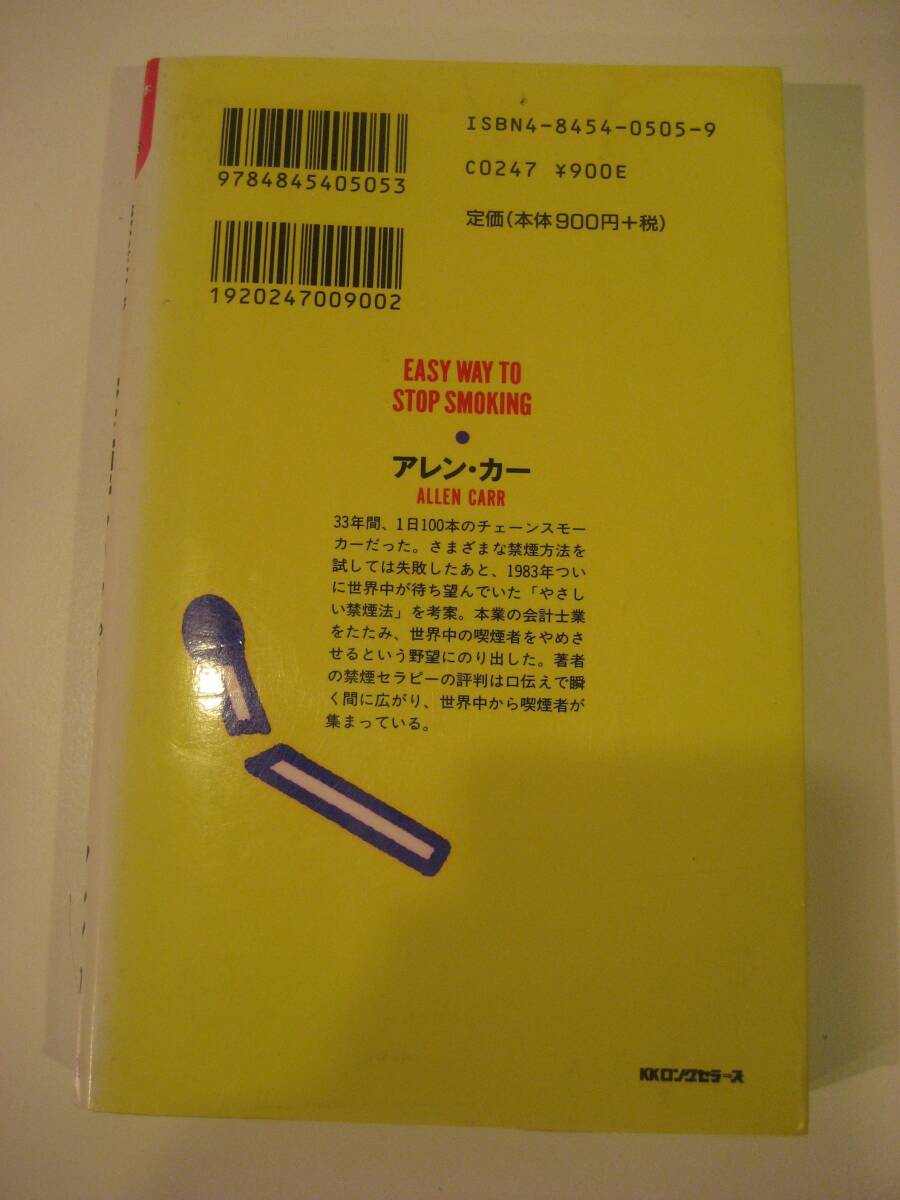 ISBN4-8454-0505-9
9784845405053
C0247 ¥900E
定価(本体900円+税)
1920247009002
EASY WAY TO
STOP SMOKING
アレン・カー
ALLEN CARR
33年間、1日100本のチェーンスモー
カーだった。さまざまな禁煙方法を
試しては失敗したあと、1983年つい
に世界中が待ち望んでいた「やさし
い禁煙法」を考案。本業の会計士業
をたたみ、世界中の喫煙者をやめさ
せるという野望にのり出した。著者
の禁煙セラピーの評判は口伝えで瞬
く間に広がり、世界中から喫煙者が
集まっている。
KKロングセラーズ